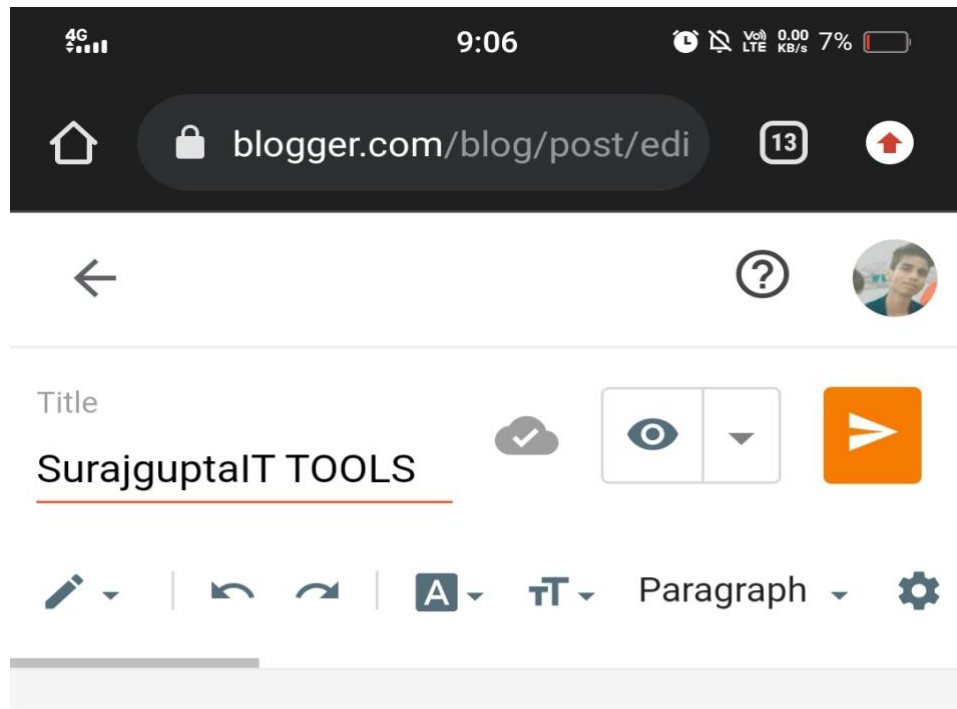 4G 9:06 Vo) LTE 0.00 KB/s 7%
blogger.com/blog/post/edi 13
Title
SurajguptaIT TOOLS
A TT Paragraph